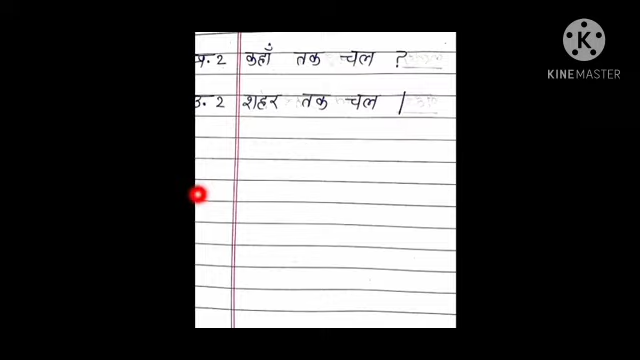 प्र.2 कहाँ तक चल ?
उ.2 शहर तक चल |
KINEMASTER